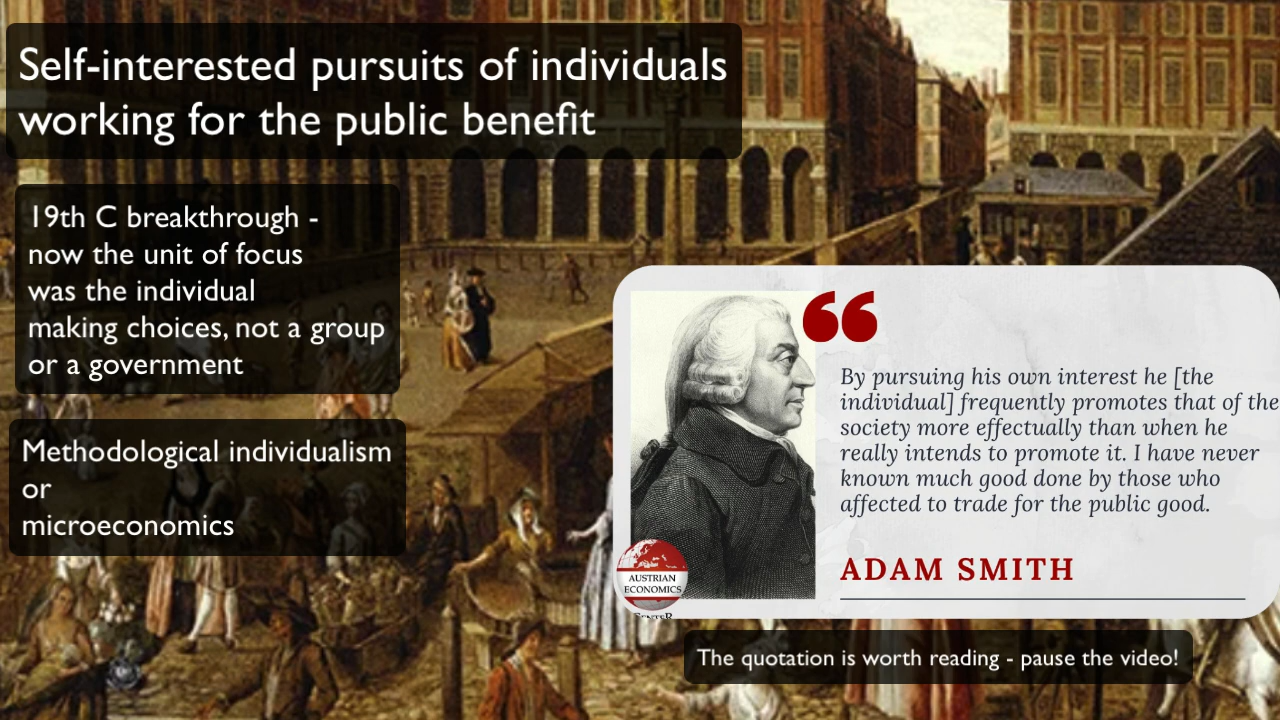 Self-interested pursuits of individuals
working for the public benefit
19th C breakthrough -
now the unit of focus
was the individual
making choices, not a group
or a government
Methodological individualism
or
microeconomics
“
By pursuing his own interest he [the
individual] frequently promotes that of the
society more effectually than when he
really intends to promote it. I have never
known much good done by those who
affected to trade for the public good.
ADAM SMITH
AUSTRIAN
ECONOMICS
CENTER
The quotation is worth reading - pause the video!